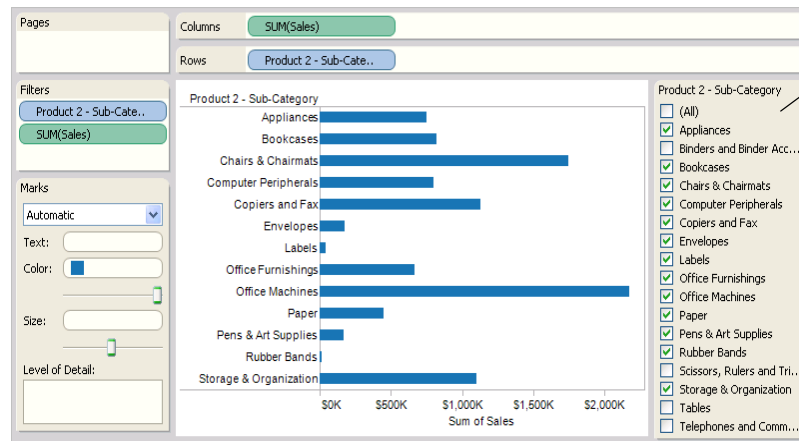 Pages
Columns
SUM(Sales)
Rows
Product 2 - Sub-Cate..
Filters
Product 2 - Sub-Cate..
SUM(Sales)
Marks
Automatic
Text:
Color:
Size:
Level of Detail:
Product 2 - Sub-Category
Appliances
Bookcases
Chairs & Chairmats
Computer Peripherals
Copiers and Fax
Envelopes
Labels
Office Furnishings
Office Machines
Paper
Pens & Art Supplies
Rubber Bands
Storage & Organization
$0K $500K $1,000K $1,500K $2,000K
Sum of Sales
Product 2 - Sub-Category
(All)
Appliances
Binders and Binder Acc...
Bookcases
Chairs & Chairmats
Computer Peripherals
Copiers and Fax
Envelopes
Labels
Office Furnishings
Office Machines
Paper
Pens & Art Supplies
Rubber Bands
Scissors, Rulers and Tri...
Storage & Organization
Tables
Telephones and Comm...